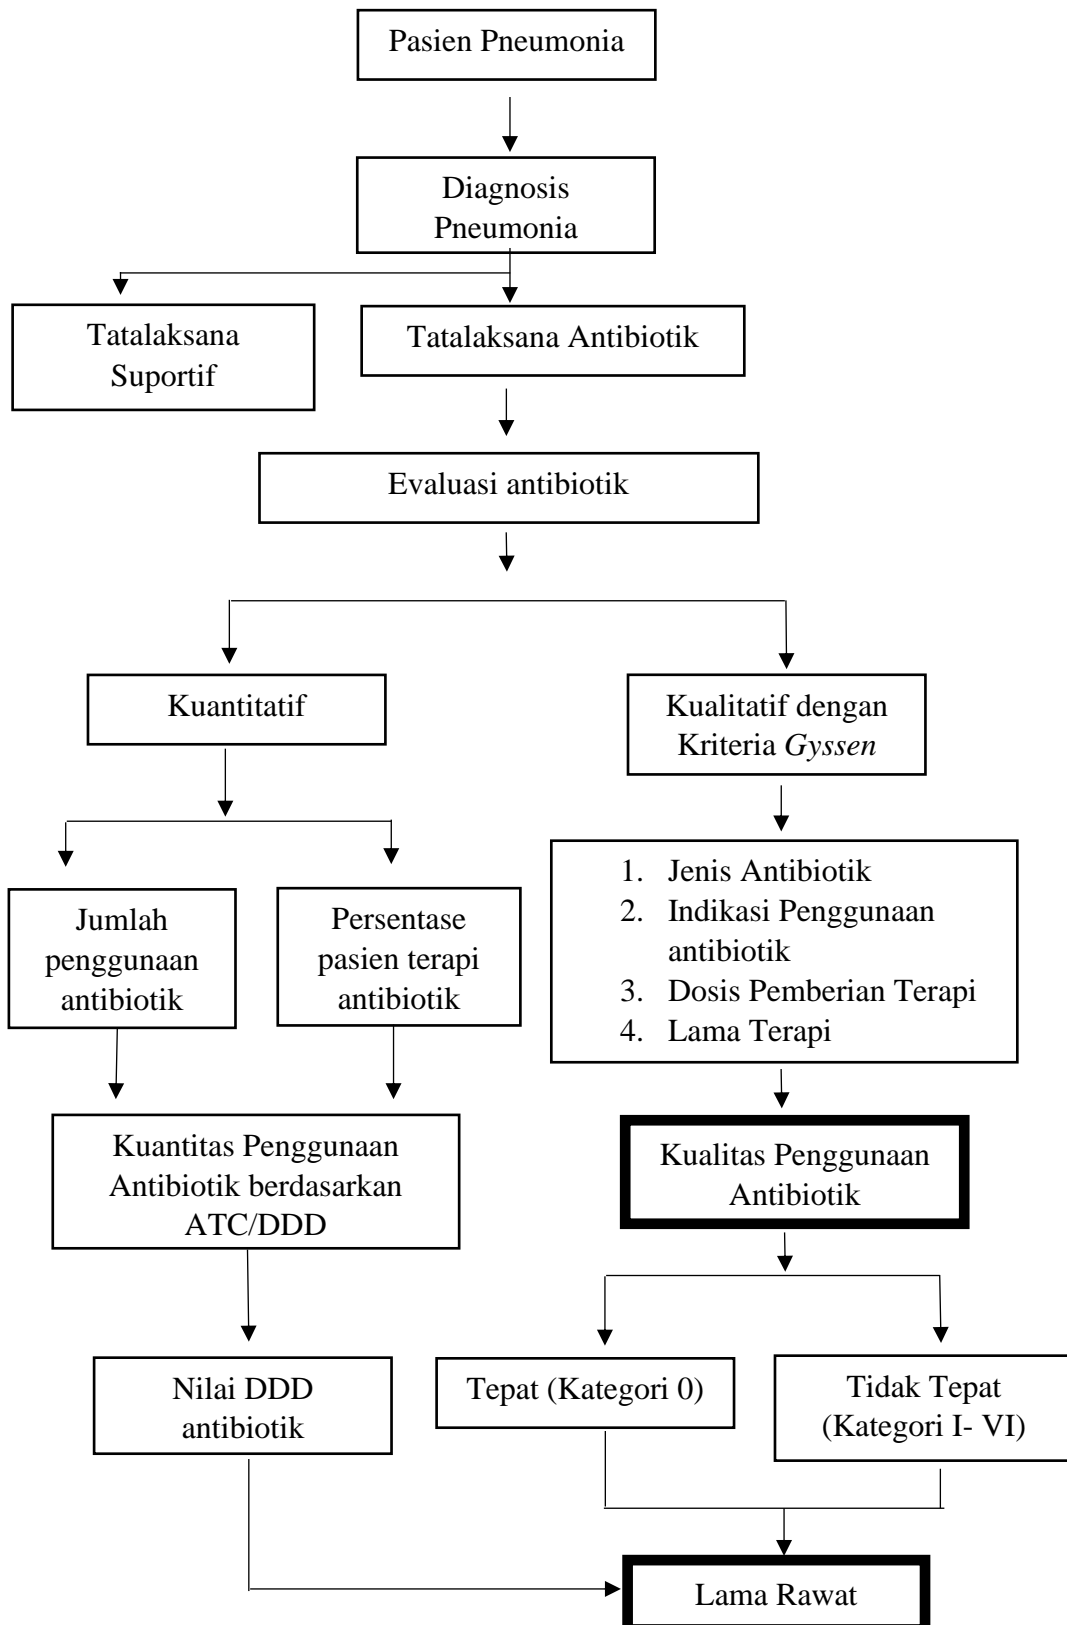 Pasien Pneumonia
Diagnosis
Pneumonia
Tatalaksana
Suportif
Tatalaksana Antibiotik
Evaluasi antibiotik
Kuantitatif
Kualitatif dengan
Kriteria Gyssen
Jumlah
penggunaan
antibiotik
Persentase
pasien terapi
antibiotik
1. Jenis Antibiotik
2. Indikasi Penggunaan
antibiotik
3. Dosis Pemberian Terapi
4. Lama Terapi
Kuantitas Penggunaan
Antibiotik berdasarkan
ATC/DDD
Kualitas Penggunaan
Antibiotik
Nilai DDD
antibiotik
Tepat (Kategori 0)
Tidak Tepat
(Kategori I- VI)
Lama Rawat